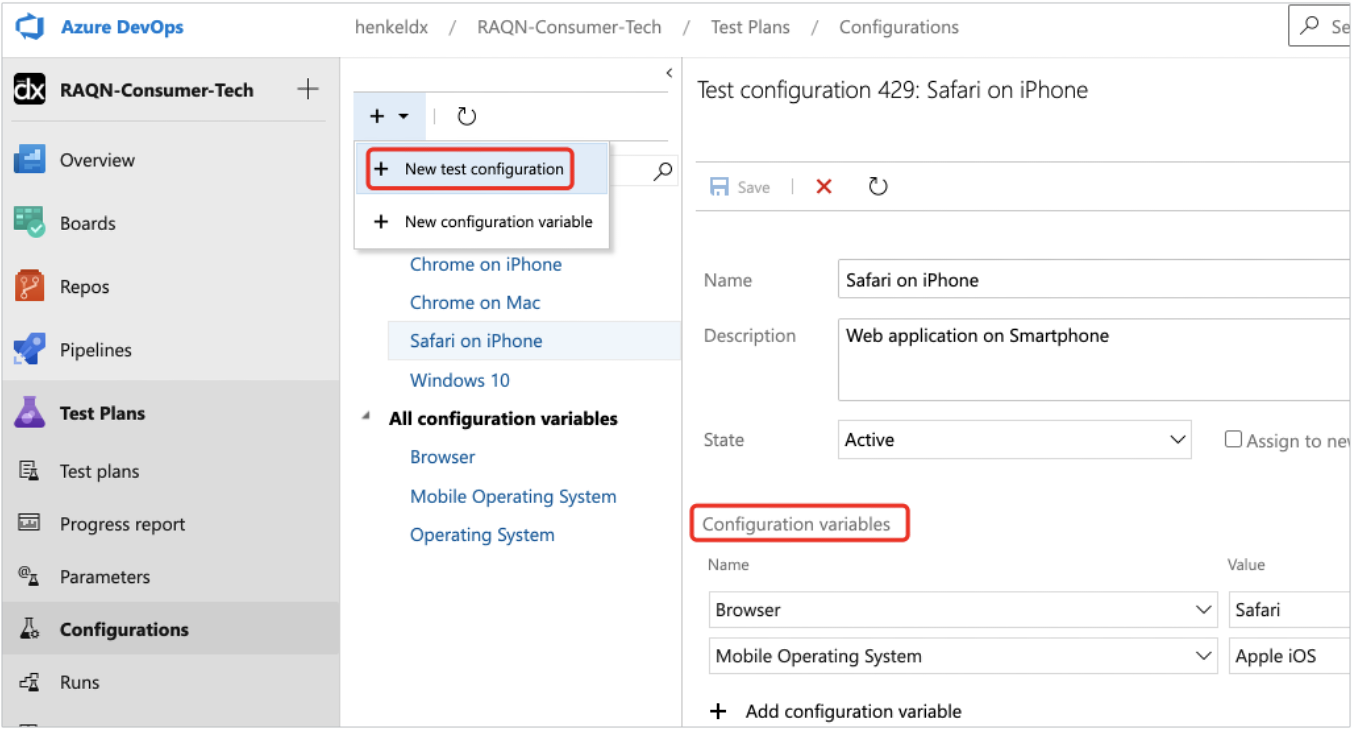 Azure DevOps
henkeldx / RAQN-Consumer-Tech / Test Plans / Configurations
dx RAQN-Consumer-Tech
Overview
Boards
Repos
Pipelines
Test Plans
Test plans
Progress report
Parameters
Configurations
Runs
New test configuration
New configuration variable
Chrome on iPhone
Chrome on Mac
Safari on iPhone
Windows 10
All configuration variables
Browser
Mobile Operating System
Operating System
Test configuration 429: Safari on iPhone
Save
Name Safari on iPhone
Description Web application on Smartphone
State Active Assign to
Configuration variables
Name Value
Browser Safari
Mobile Operating System Apple iOS
+ Add configuration variable